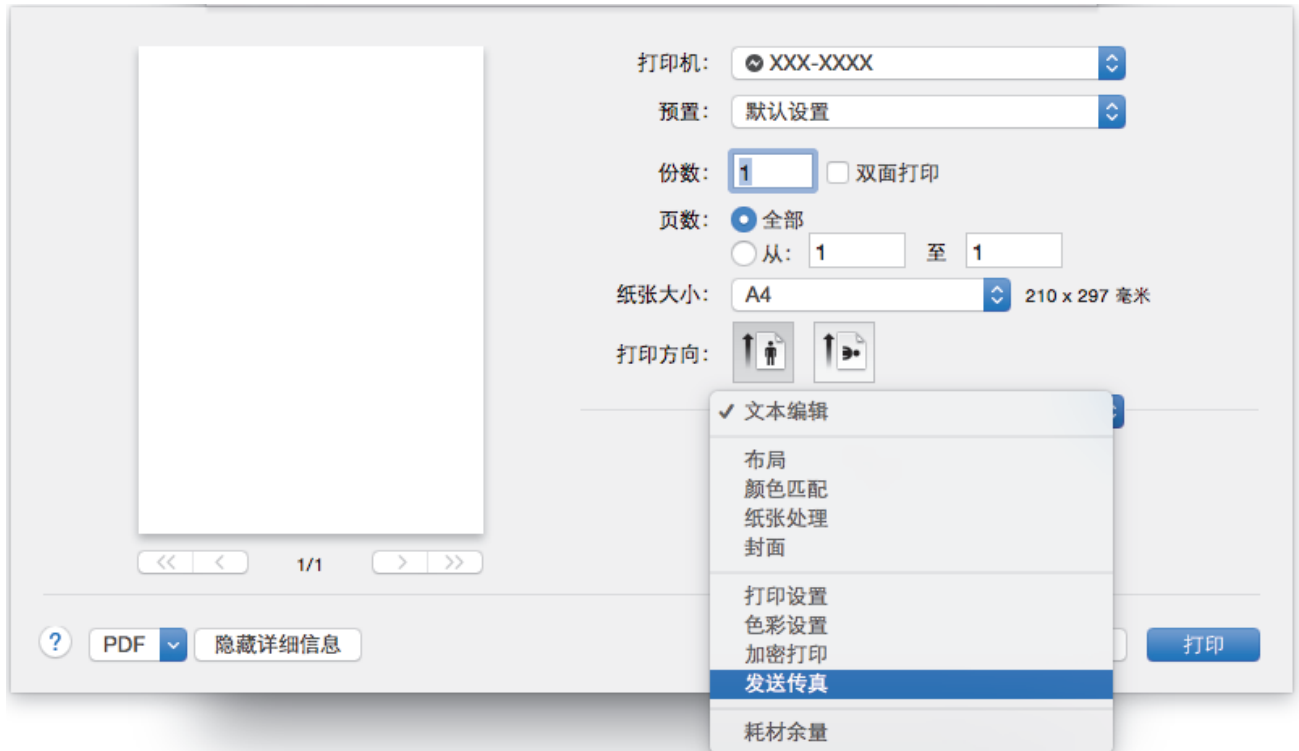 打印机: XXX-XXXX
预置: 默认设置
份数: 1 双面打印
页数: 全部
从: 1 至 1
纸张大小: A4 210 x 297 毫米
打印方向:
文本编辑
布局
颜色匹配
纸张处理
封面
1/1
打印设置
色彩设置
加密打印
发送传真
耗材余量
? PDF 隐藏详细信息 打印